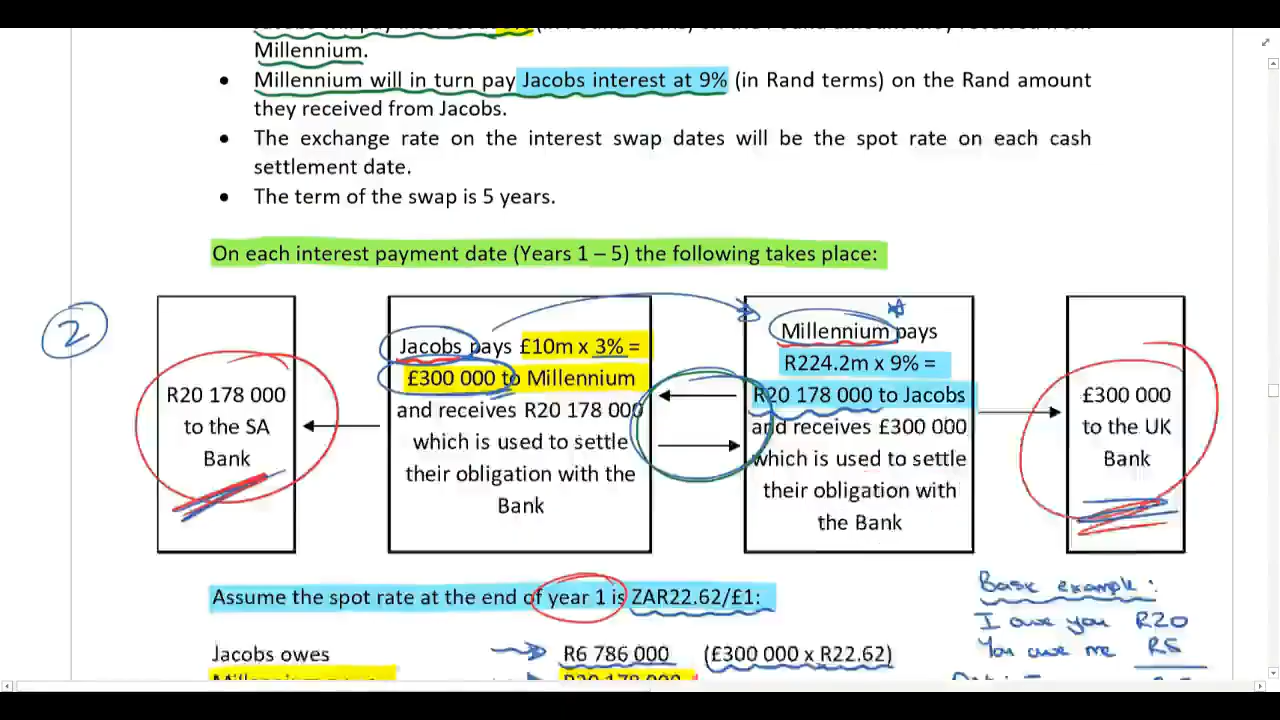 Millennium.
• Millennium will in turn pay Jacobs interest at 9% (in Rand terms) on the Rand amount
they received from Jacobs.
• The exchange rate on the interest swap dates will be the spot rate on each cash
settlement date.
• The term of the swap is 5 years.
On each interest payment date (Years 1 – 5) the following takes place:
2
R20 178 000
to the SA
Bank
Jacobs pays £10m x 3% =
£300 000 to Millennium
and receives R20 178 000
which is used to settle
their obligation with the
Bank
Millennium pays
R224.2m x 9% =
R20 178 000 to Jacobs
and receives £300 000
which is used to settle
their obligation with
the Bank
£300 000
to the UK
Bank
Assume the spot rate at the end of year 1 is ZAR22.62/£1:
Basic example:
I owe you R20
You owe me R5
Jacobs owes R6 786 000 (£300 000 x R22.62)
R20 178 000